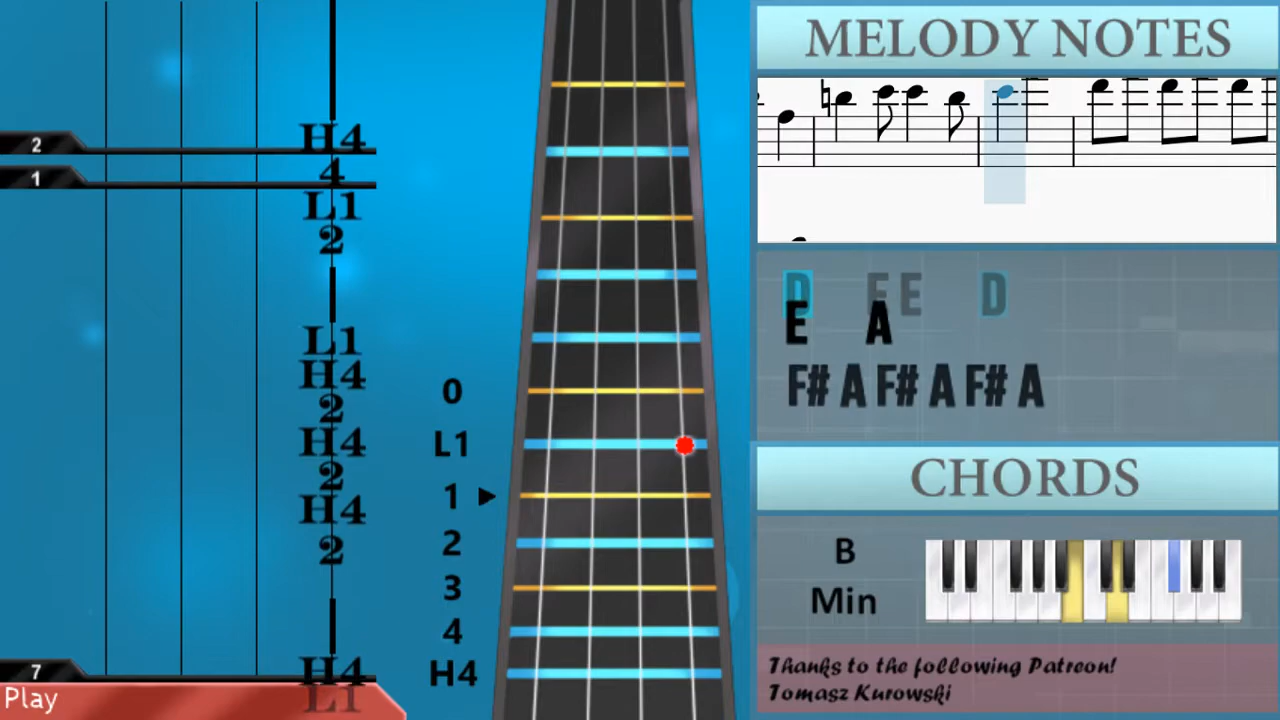 H4
2
4
1
L1
2
L1
H4
2
H4
2
H4
2
7
H4
L1
Play
0
L1
1
2
3
4
H4
MELODY NOTES
D E E D
E A
F# A F# A F# A
CHORDS
B
Min
Thanks to the following Patreon!
Tomasz Kurowski